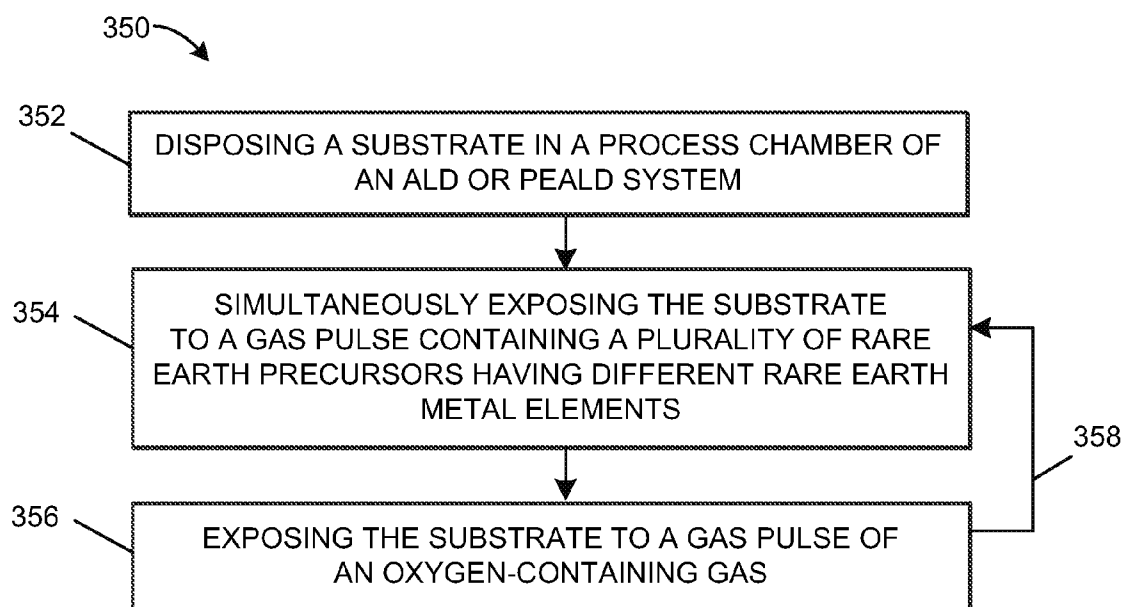 350
352
DISPOSING A SUBSTRATE IN A PROCESS CHAMBER OF
AN ALD OR PEALD SYSTEM
354
SIMULTANEOUSLY EXPOSING THE SUBSTRATE
TO A GAS PULSE CONTAINING A PLURALITY OF RARE
EARTH PRECURSORS HAVING DIFFERENT RARE EARTH
METAL ELEMENTS
358
356
EXPOSING THE SUBSTRATE TO A GAS PULSE OF
AN OXYGEN-CONTAINING GAS